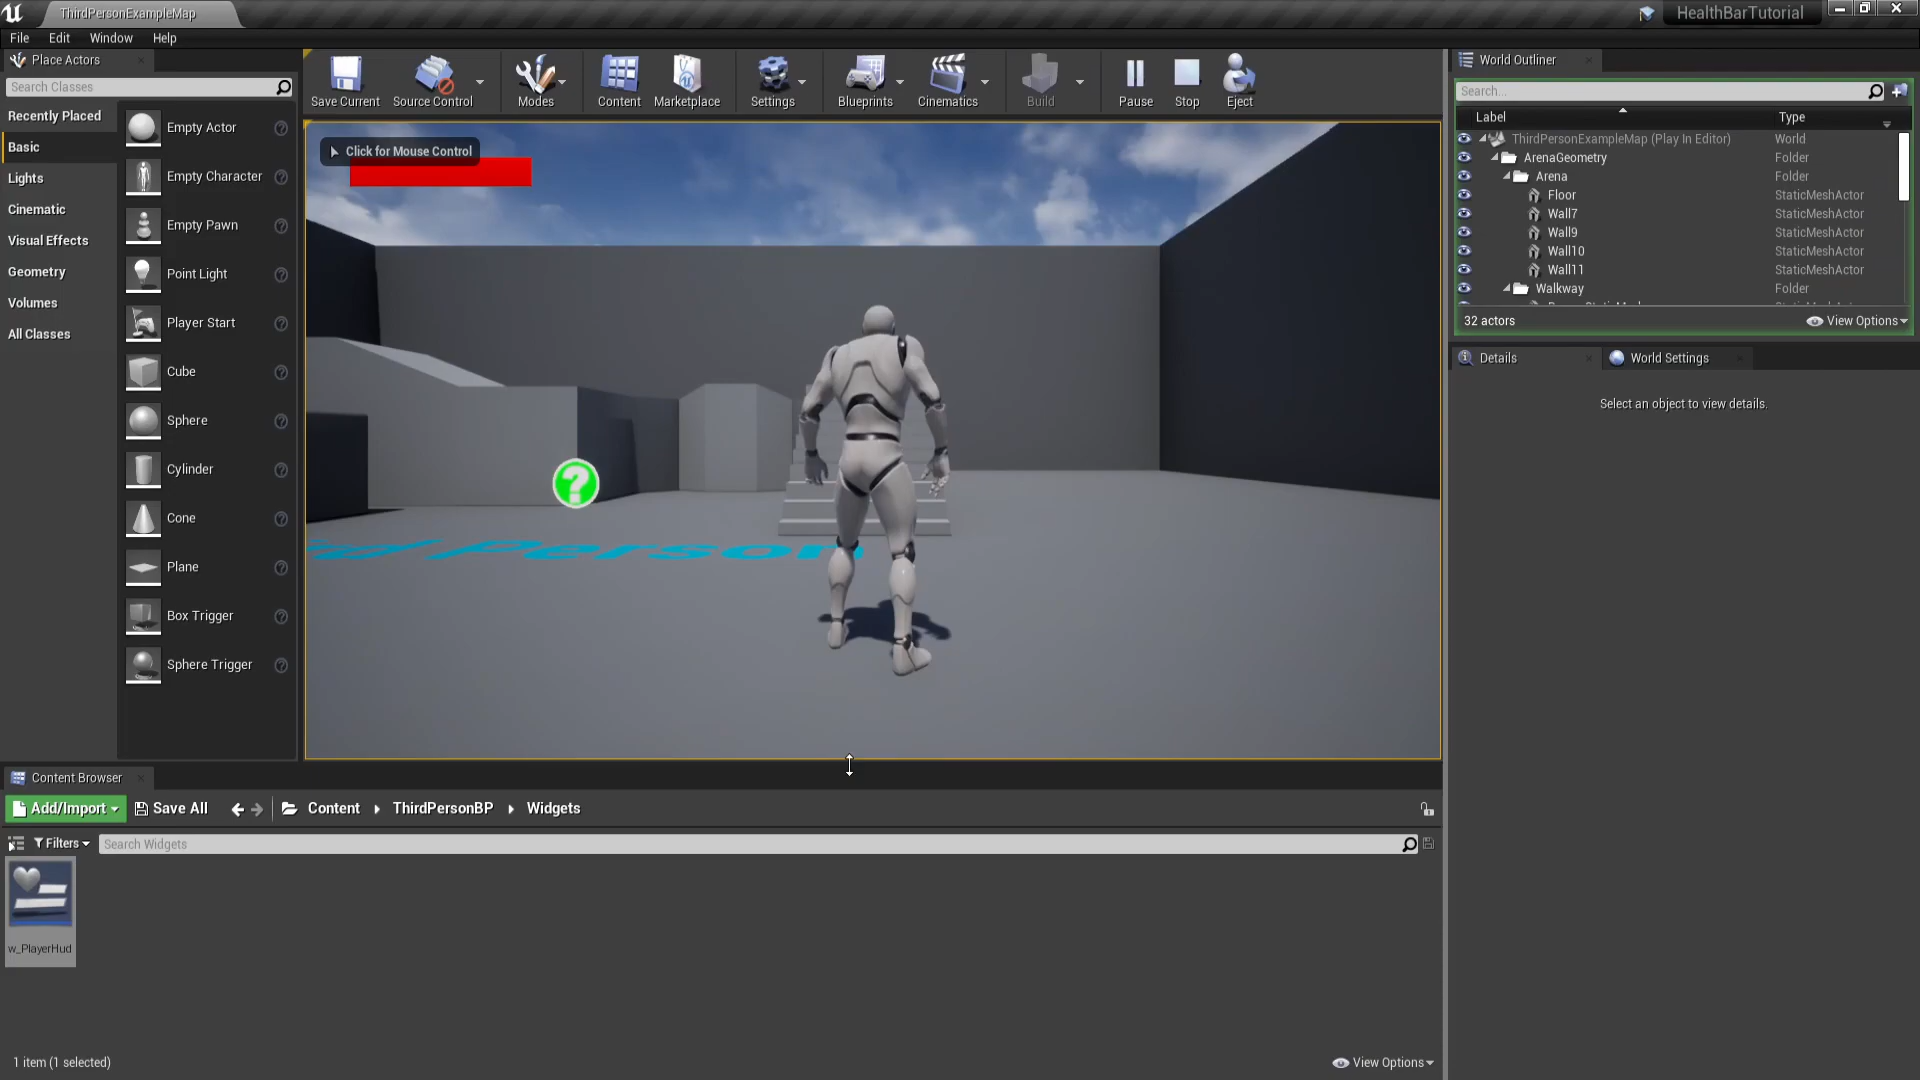 ThirdPersonExampleMap
HealthBarTutorial
File Edit Window Help
Place Actors
Search Classes
Recently Placed
Basic
Lights
Cinematic
Visual Effects
Geometry
Volumes
All Classes
Empty Actor
Empty Character
Empty Pawn
Point Light
Player Start
Cube
Sphere
Cylinder
Cone
Plane
Box Trigger
Sphere Trigger
Save Current
Source Control
Modes
Content
Marketplace
Settings
Blueprints
Cinematics
Build
Pause
Stop
Eject
Click for Mouse Control
?
Person
World Outliner
Search...
Label Type
ThirdPersonExampleMap (Play In Editor) World
ArenaGeometry Folder
Arena Folder
Floor StaticMeshActor
Wall7 StaticMeshActor
Wall9 StaticMeshActor
Wall10 StaticMeshActor
Wall11 StaticMeshActor
Walkway Folder
32 actors
View Options
Details
World Settings
Select an object to view details.
Content Browser
Add/Import
Save All
Content
ThirdPersonBP
Widgets
Filters
Search Widgets
w_PlayerHud
1 item (1 selected)
View Options